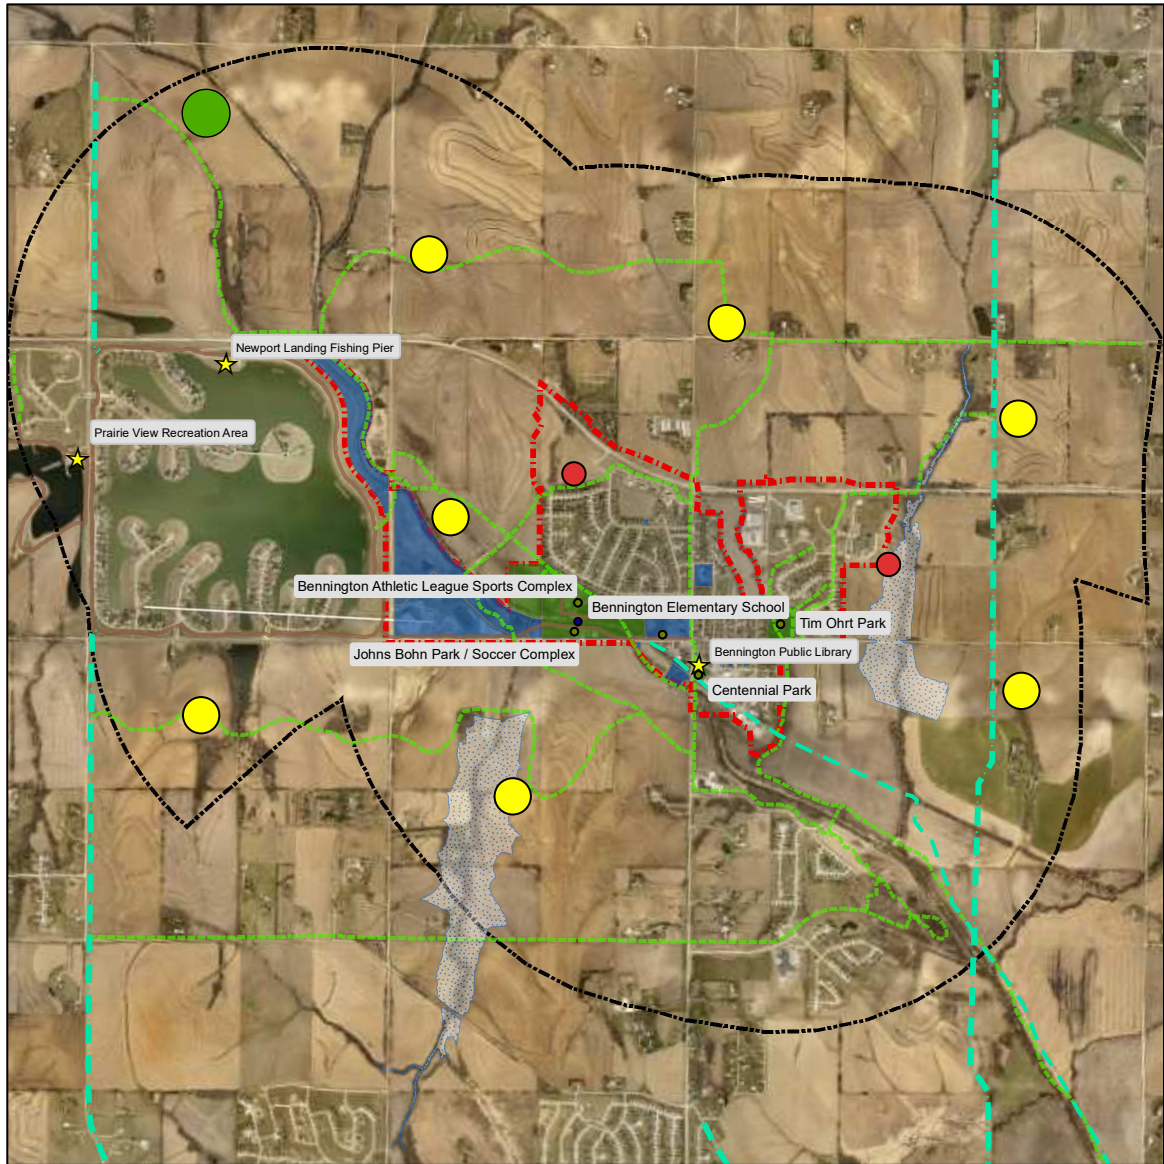 Newport Landing Fishing Pier
Prairie View Recreation Area
Bennington Athletic League Sports Complex
Bennington Elementary School
Tim Ohrt Park
Johns Bohn Park / Soccer Complex
Bennington Public Library
Centennial Park